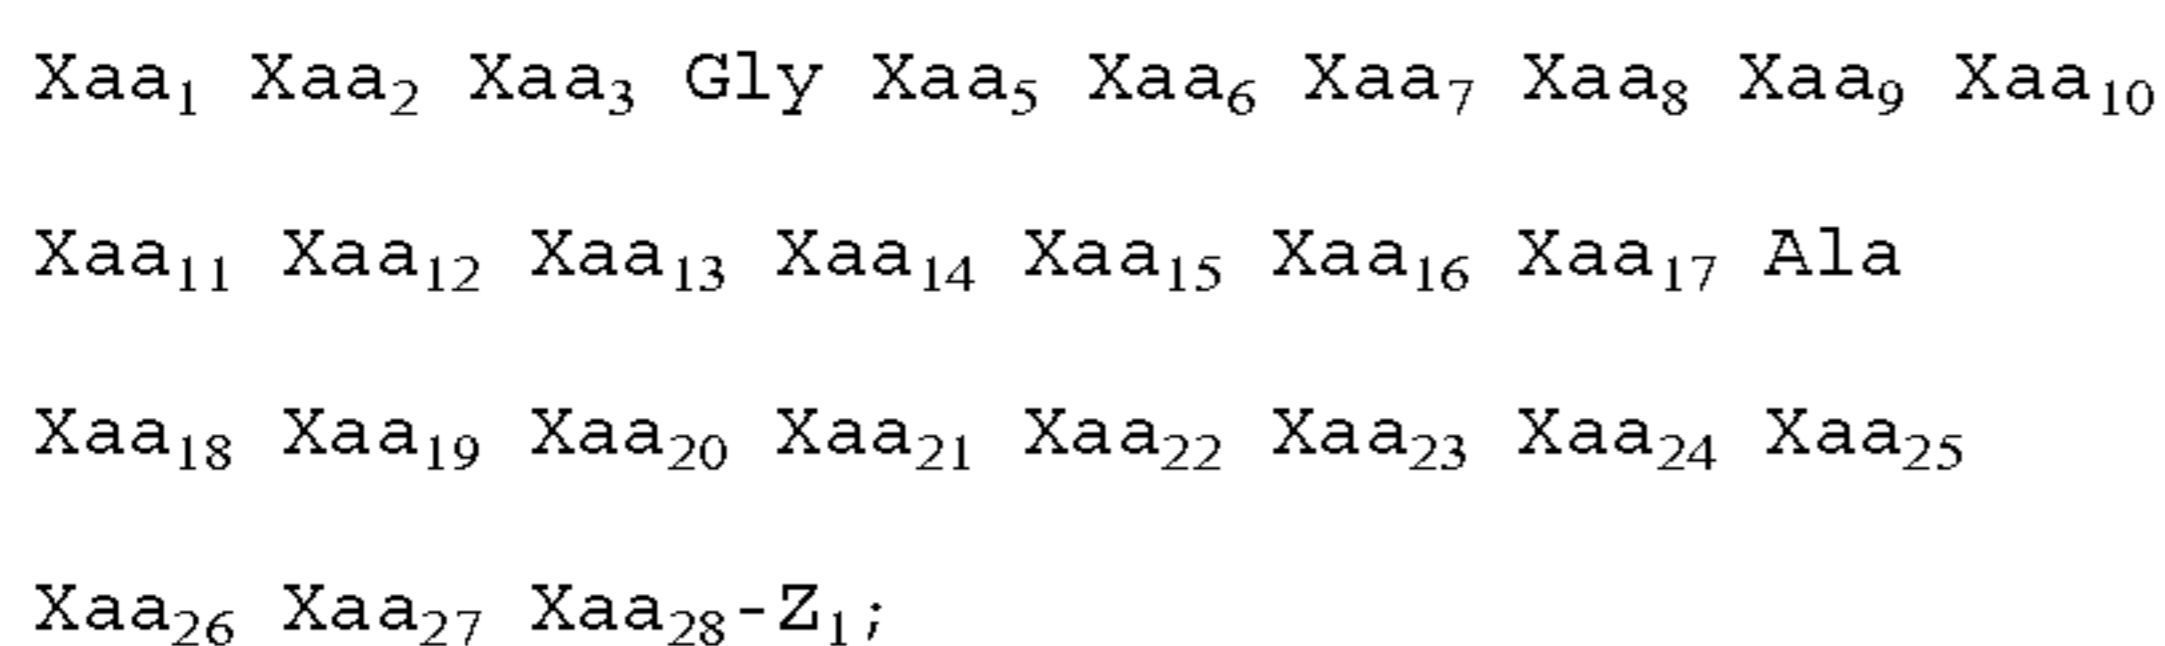 Xaa₁ Xaa₂ Xaa₃ Gly Xaa₅ Xaa₆ Xaa₇ Xaa₈ Xaa₉ Xaa₁₀
Xaa₁₁ Xaa₁₂ Xaa₁₃ Xaa₁₄ Xaa₁₅ Xaa₁₆ Xaa₁₇ Ala
Xaa₁₈ Xaa₁₉ Xaa₂₀ Xaa₂₁ Xaa₂₂ Xaa₂₃ Xaa₂₄ Xaa₂₅
Xaa₂₆ Xaa₂₇ Xaa₂₈-Z₁;